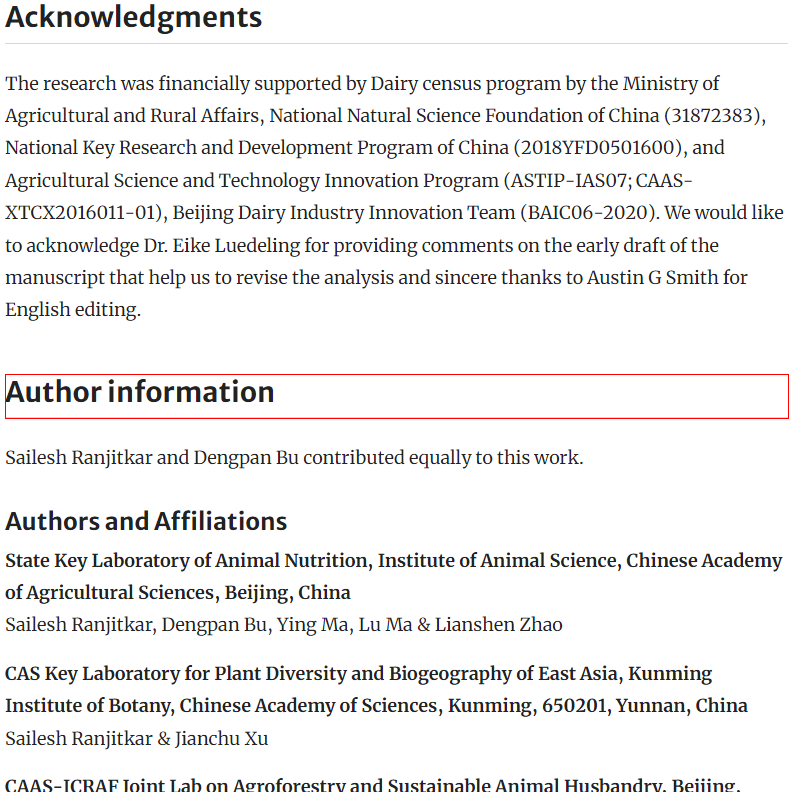 Acknowledgments
The research was financially supported by Dairy census program by the Ministry of
Agricultural and Rural Affairs, National Natural Science Foundation of China (31872383),
National Key Research and Development Program of China (2018YFD0501600), and
Agricultural Science and Technology Innovation Program (ASTIP-IAS07; CAAS-
XTCX2016011-01), Beijing Dairy Industry Innovation Team (BAIC06-2020). We would like
to acknowledge Dr. Eike Luedeling for providing comments on the early draft of the
manuscript that help us to revise the analysis and sincere thanks to Austin G Smith for
English editing.
Author information
Sailesh Ranjitkar and Dengpan Bu contributed equally to this work.
Authors and Affiliations
State Key Laboratory of Animal Nutrition, Institute of Animal Science, Chinese Academy
of Agricultural Sciences, Beijing, China
Sailesh Ranjitkar, Dengpan Bu, Ying Ma, Lu Ma & Lianshen Zhao
CAS Key Laboratory for Plant Diversity and Biogeography of East Asia, Kunming
Institute of Botany, Chinese Academy of Sciences, Kunming, 650201, Yunnan, China
Sailesh Ranjitkar & Jianchu Xu
CAAS-ICRAF Joint Lab on Agroforestry and Sustainable Animal Husbandry, Beijing,